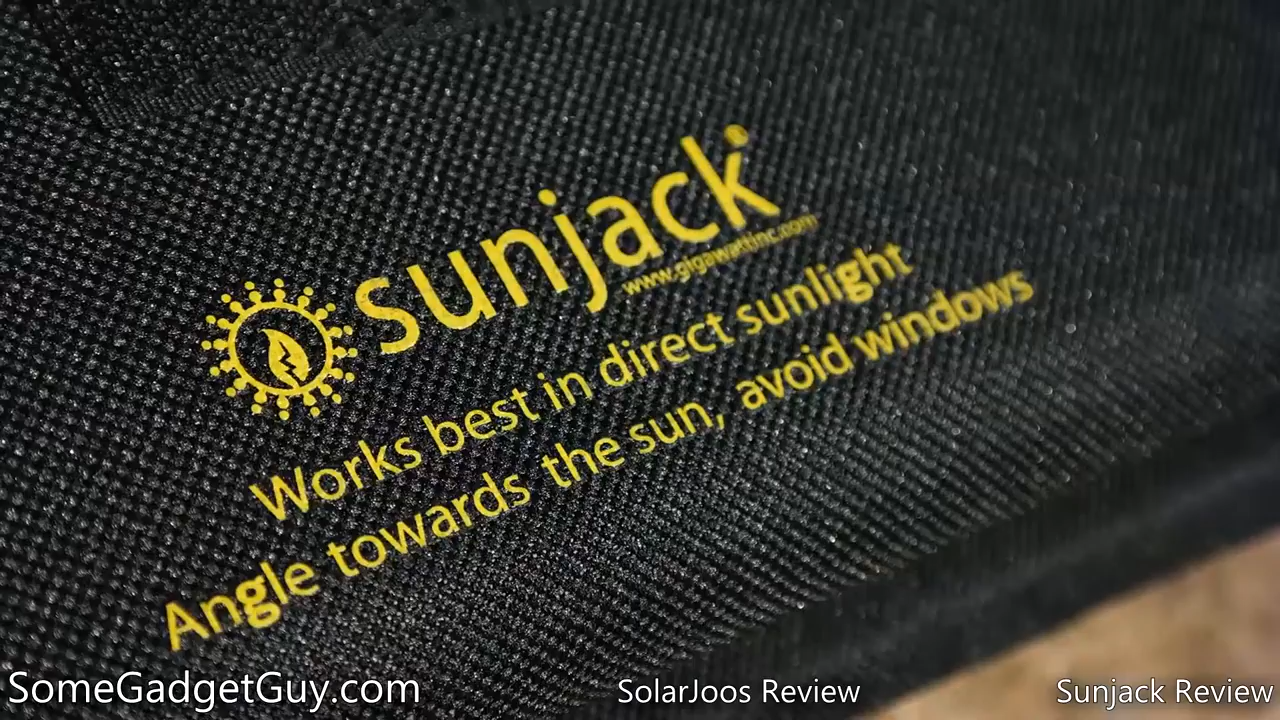 sunjack®
www.gigawattinc.com
Works best in direct sunlight
Angle towards the sun, avoid windows
SomeGadgetGuy.com
SolarJoos Review
Sunjack Review